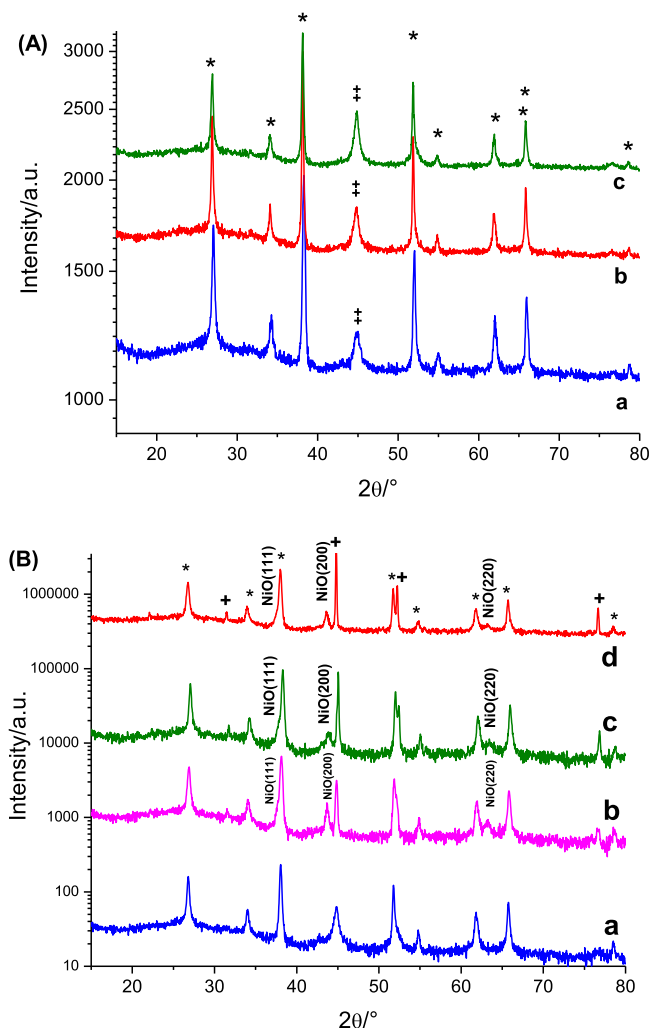 (A)
* * * ‡ * * * * * *
3000
2500
2000
1500
1000
‡
‡
c
b
a
20 30 40 50 60 70 80
2θ/°
Intensity/a.u.
(B)
* + * NiO(111) * NiO(200) + * + * * NiO(220) * + *
1000000
100000
10000
1000
100
10
d
NiO(111) NiO(200) NiO(220)
c
NiO(111) NiO(200) NiO(220)
b
a
20 30 40 50 60 70 80
2θ/°
Intensity/a.u.